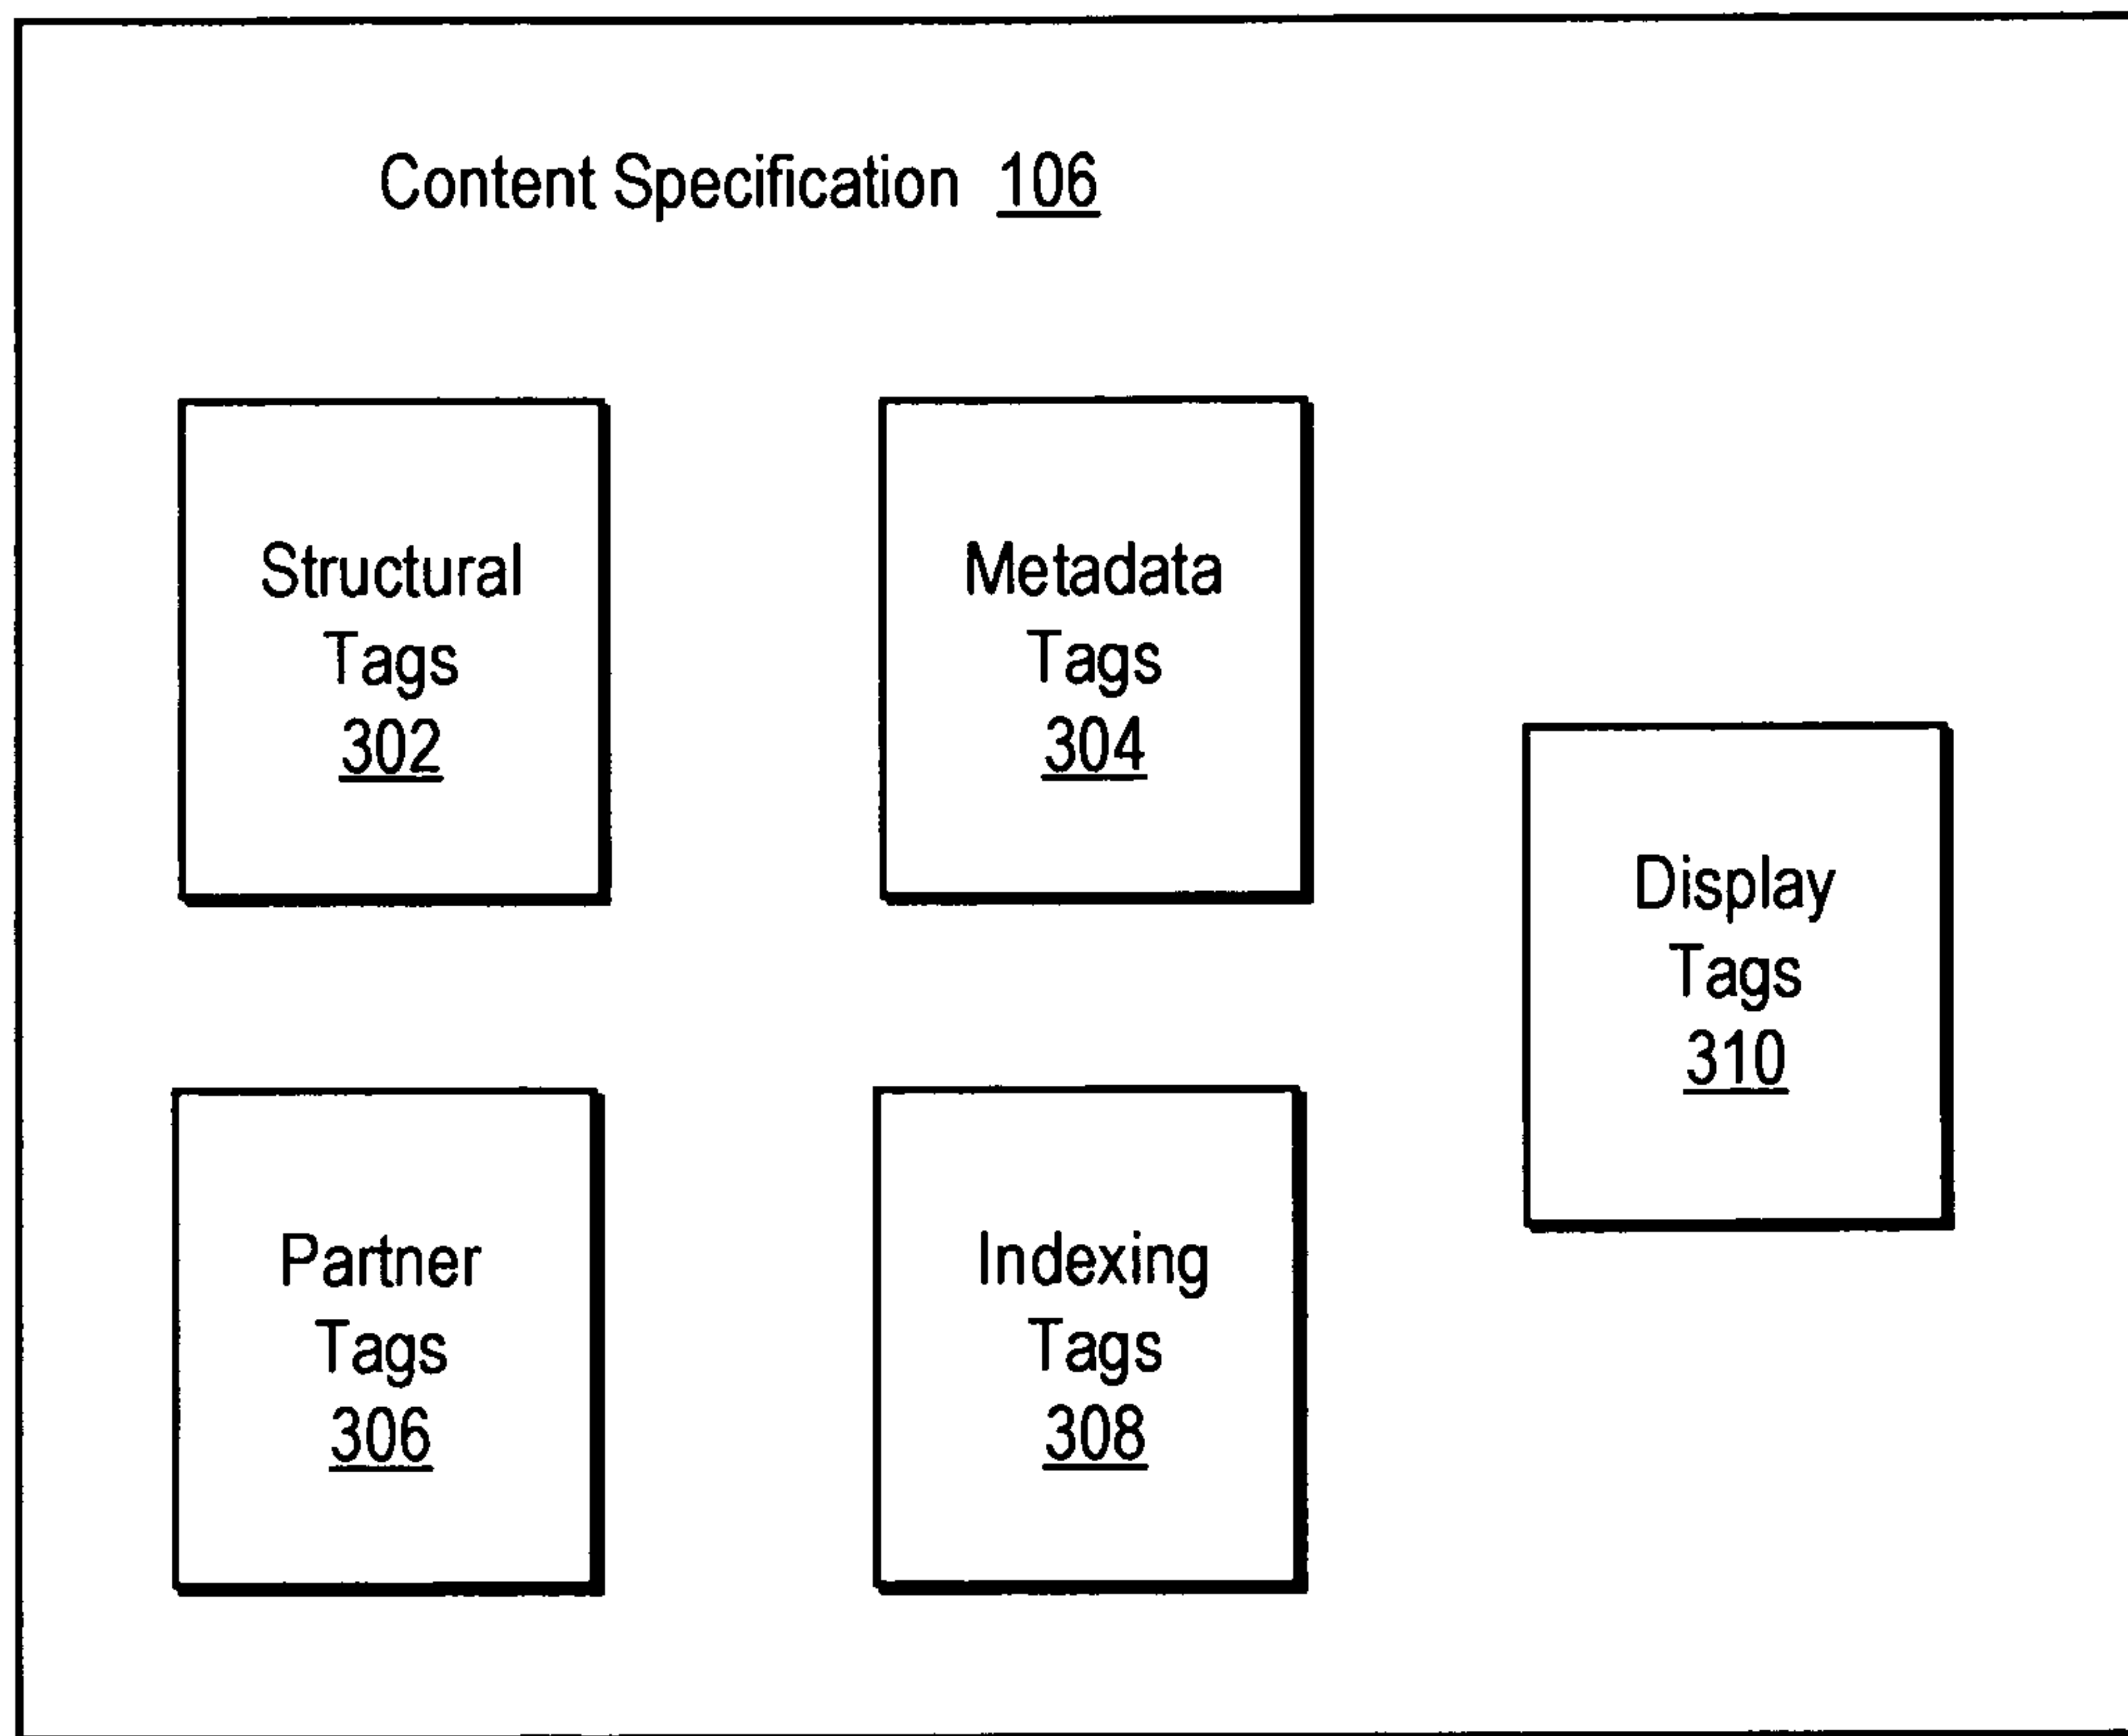 Content Specification 106
Structural
Tags
302
Metadata
Tags
304
Display
Tags
310
Partner
Tags
306
Indexing
Tags
308